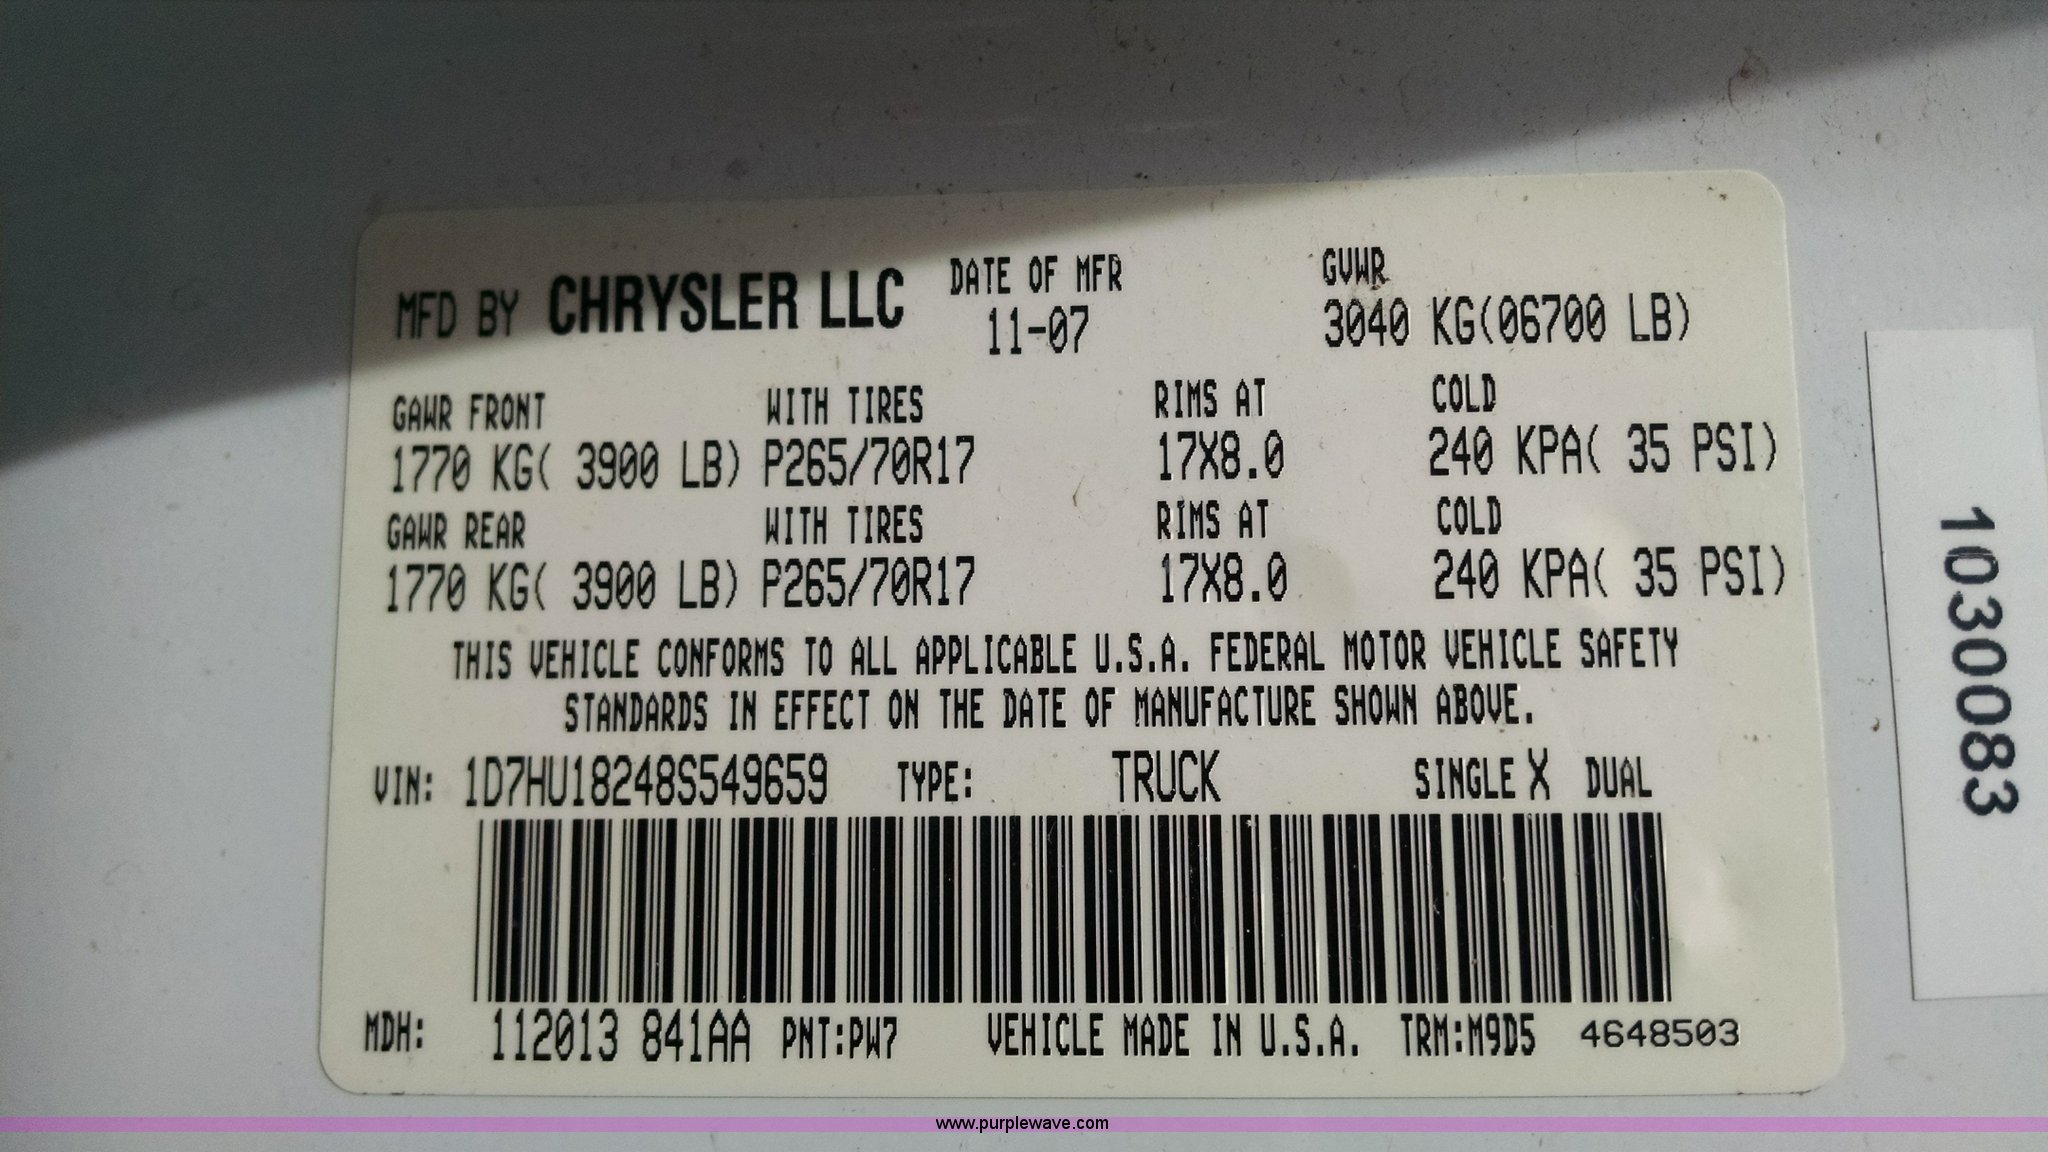 MFD BY CHRYSLER LLC DATE OF MFR GVWR
11-07 3040 KG(06700 LB)
GAWR FRONT WITH TIRES RIMS AT COLD
1770 KG( 3900 LB) P265/70R17 17X8.0 240 KPA( 35 PSI)
GAWR REAR WITH TIRES RIMS AT COLD
1770 KG( 3900 LB) P265/70R17 17X8.0 240 KPA( 35 PSI)
THIS VEHICLE CONFORMS TO ALL APPLICABLE U.S.A. FEDERAL MOTOR VEHICLE SAFETY
STANDARDS IN EFFECT ON THE DATE OF MANUFACTURE SHOWN ABOVE.
VIN: 1D7HU18248S549659 TYPE: TRUCK SINGLE X DUAL
MDH: 112013 841AA PNT:PW7 VEHICLE MADE IN U.S.A. TRM:M9D5 4648503
1030083
www.purplewave.com